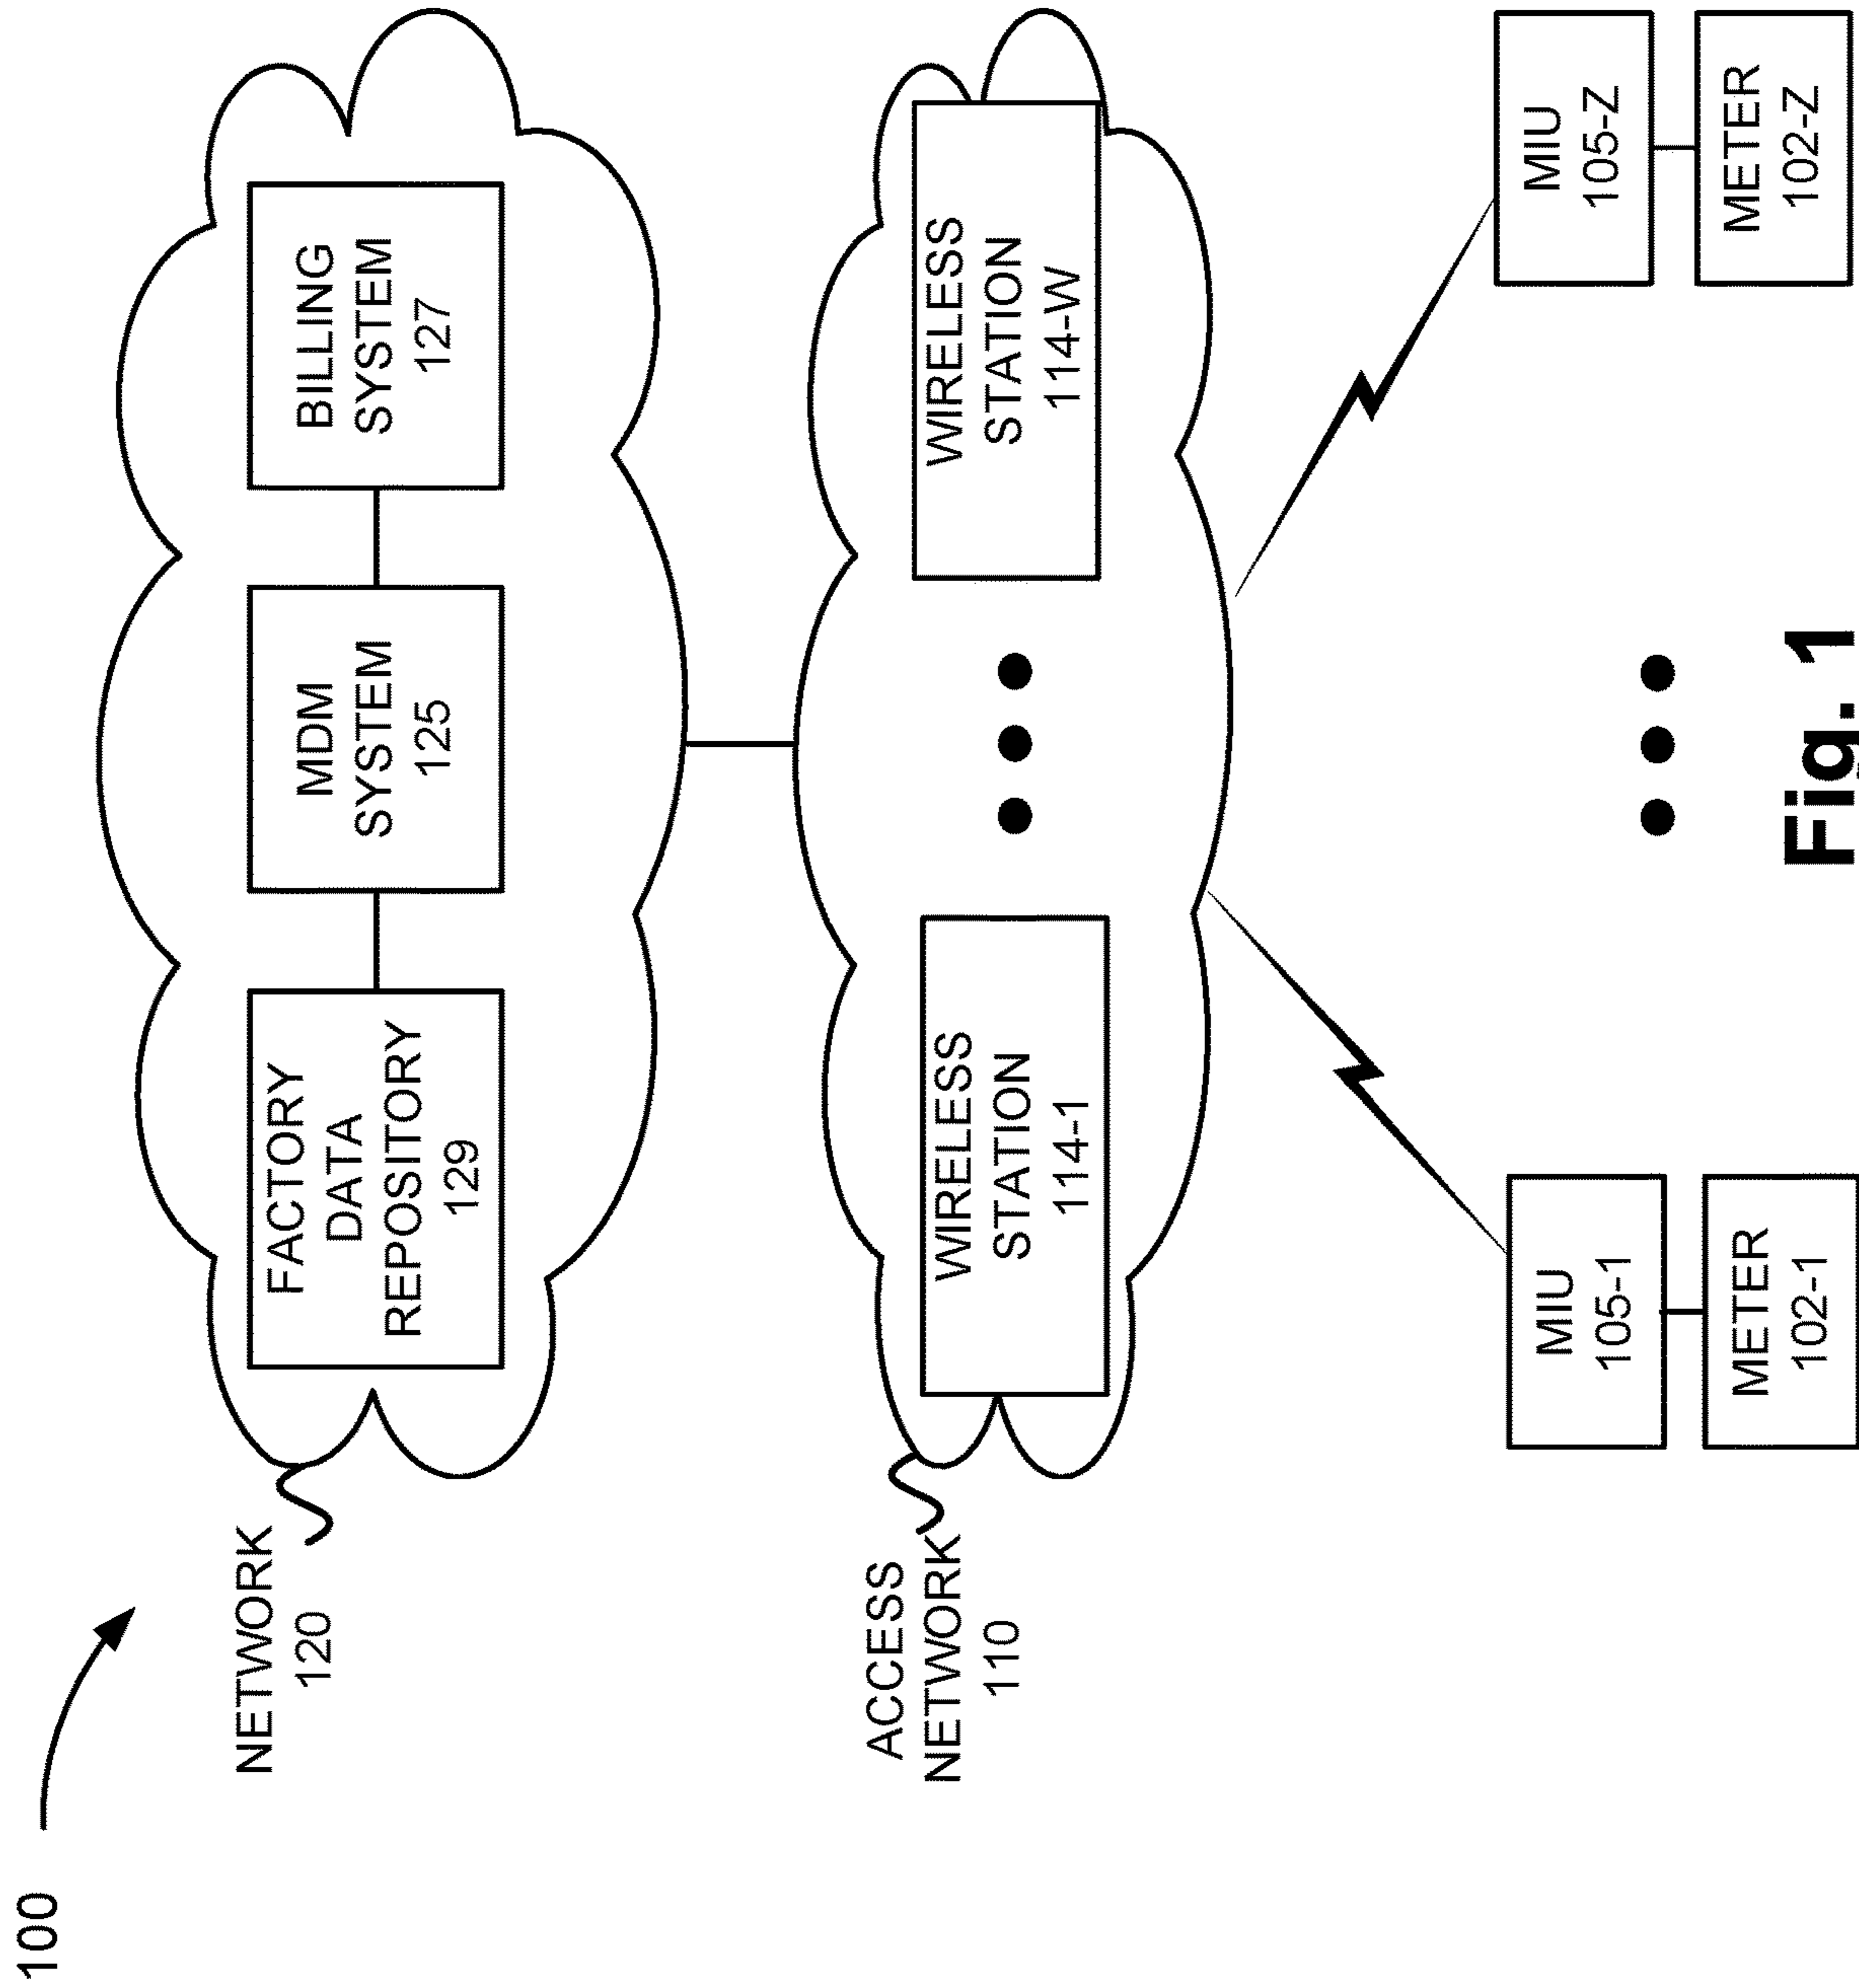 100
NETWORK
120
FACTORY
DATA
REPOSITORY
129
MDM
SYSTEM
125
BILLING
SYSTEM
127
ACCESS
NETWORK
110
WIRELESS
STATION
114-1
WIRELESS
STATION
114-W
MIU
105-1
METER
102-1
MIU
105-Z
METER
102-Z
Fig. 1